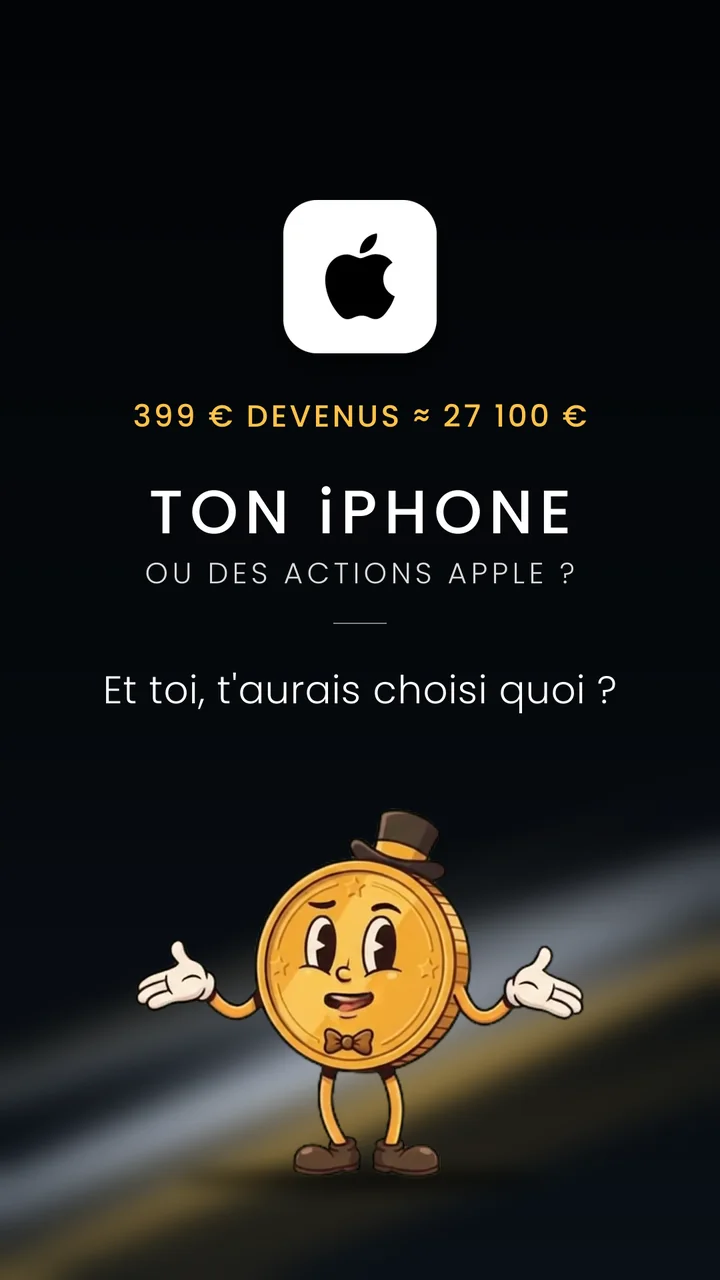 399 € DEVENUS ≈ 27 100 €
TON iPHONE
OU DES ACTIONS APPLE ?
Et toi, t'aurais choisi quoi ?